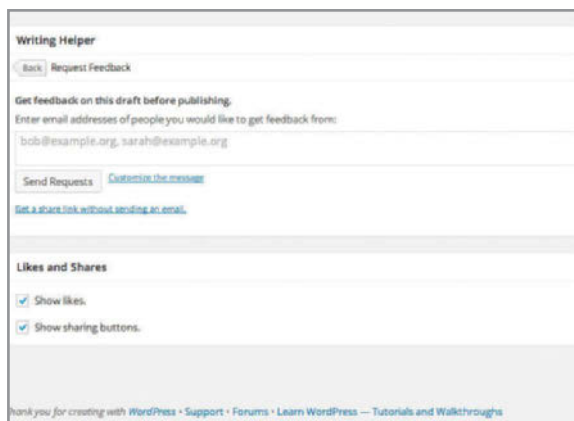 Writing Helper
Back Request Feedback
Get feedback on this draft before publishing.
Enter email addresses of people you would like to get feedback from:
bob@example.org, sarah@example.org
Send Requests Customize the message
Get a share link without sending an email.
Likes and Shares
Show likes.
Show sharing buttons.
hank you for creating with WordPress • Support • Forums • Learn WordPress — Tutorials and Walkthroughs